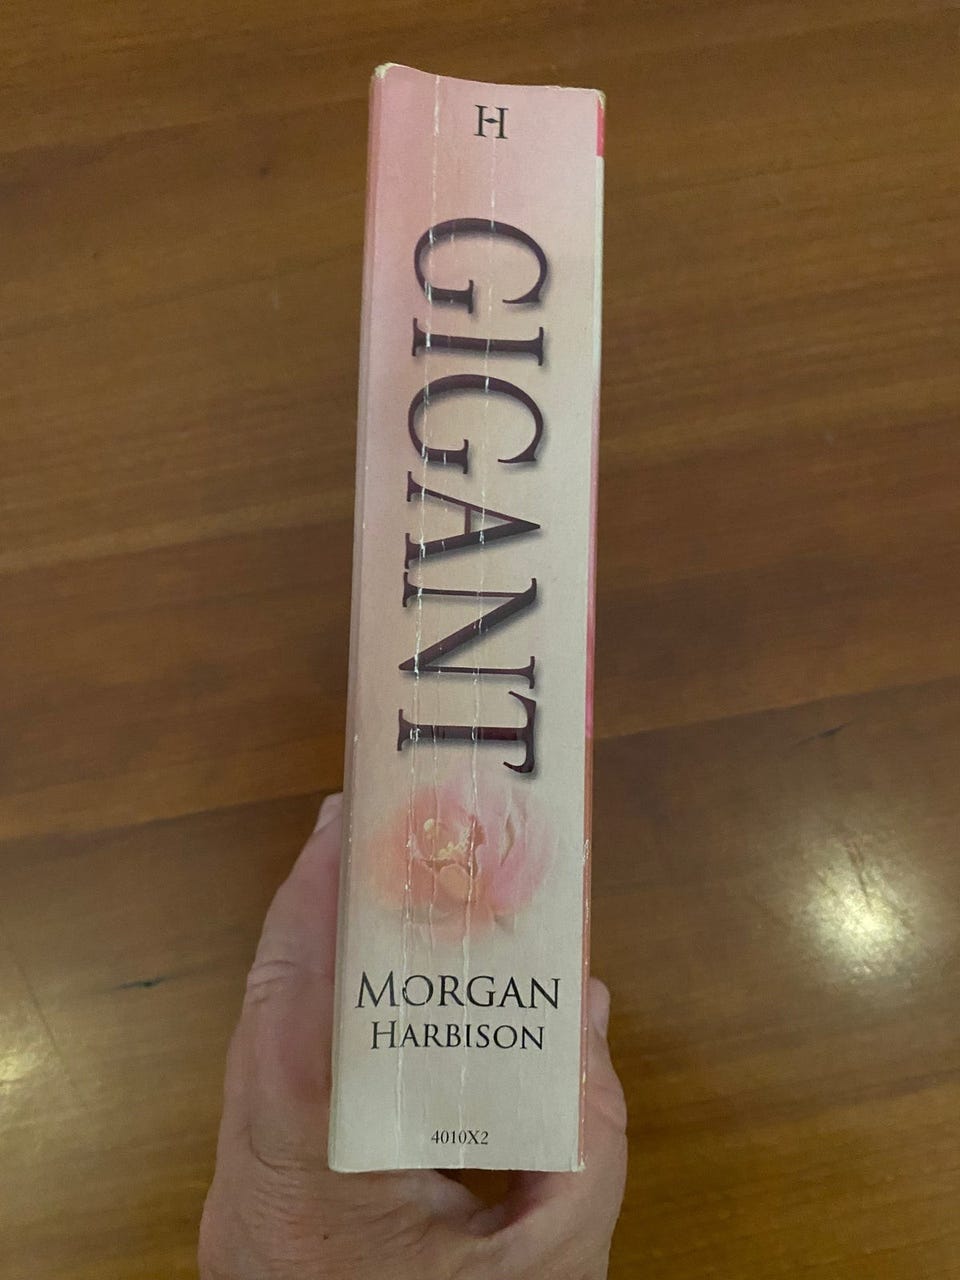 H
GIGANT
MORGAN
HARBISON
4010X2